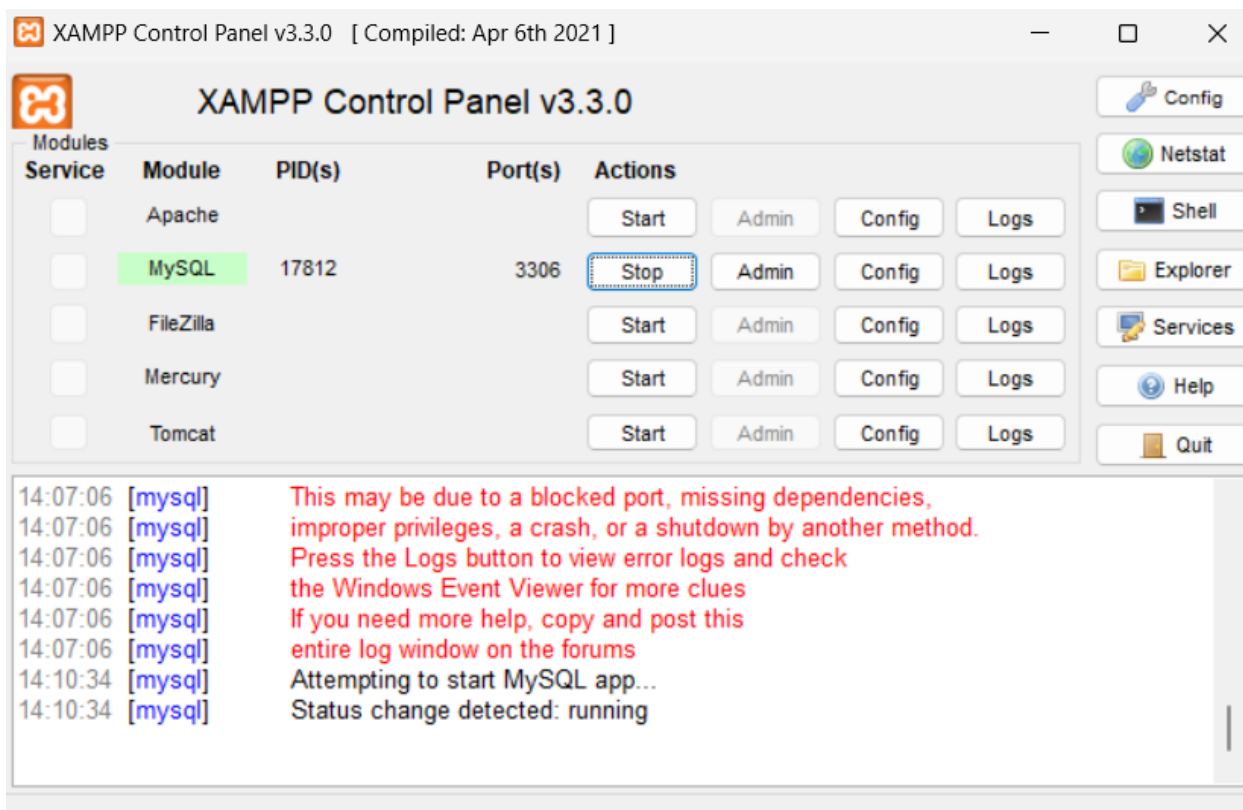 XAMPP Control Panel v3.3.0 [ Compiled: Apr 6th 2021 ]
XAMPP Control Panel v3.3.0
Config
Modules
Netstat
Service Module PID(s) Port(s) Actions
Apache Start Admin Config Logs
Shell
MySQL 17812 3306 Stop Admin Config Logs
Explorer
FileZilla Start Admin Config Logs
Services
Mercury Start Admin Config Logs
Help
Tomcat Start Admin Config Logs
Quit
14:07:06 [mysql] This may be due to a blocked port, missing dependencies,
14:07:06 [mysql] improper privileges, a crash, or a shutdown by another method.
14:07:06 [mysql] Press the Logs button to view error logs and check
14:07:06 [mysql] the Windows Event Viewer for more clues
14:07:06 [mysql] If you need more help, copy and post this
14:07:06 [mysql] entire log window on the forums
14:10:34 [mysql] Attempting to start MySQL app...
14:10:34 [mysql] Status change detected: running